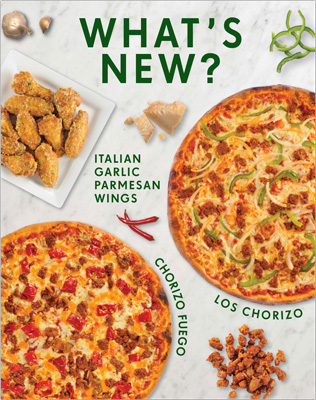 WHAT'S
NEW?
ITALIAN
GARLIC
PARMESAN
WINGS
CHORIZO FUEGO
LOS CHORIZO